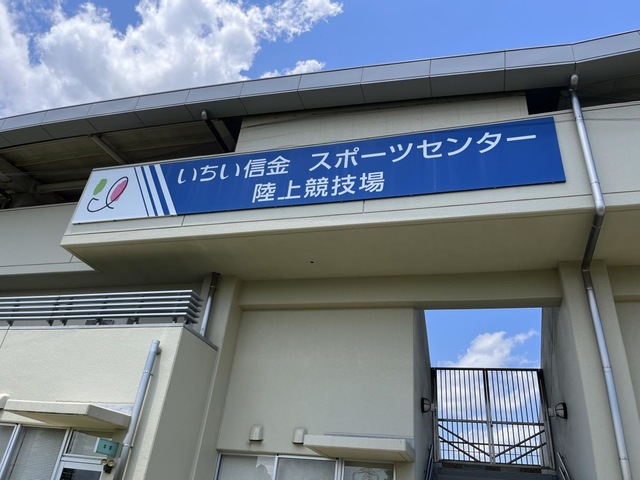 いちい信金 スポーツセンター
陸上競技場